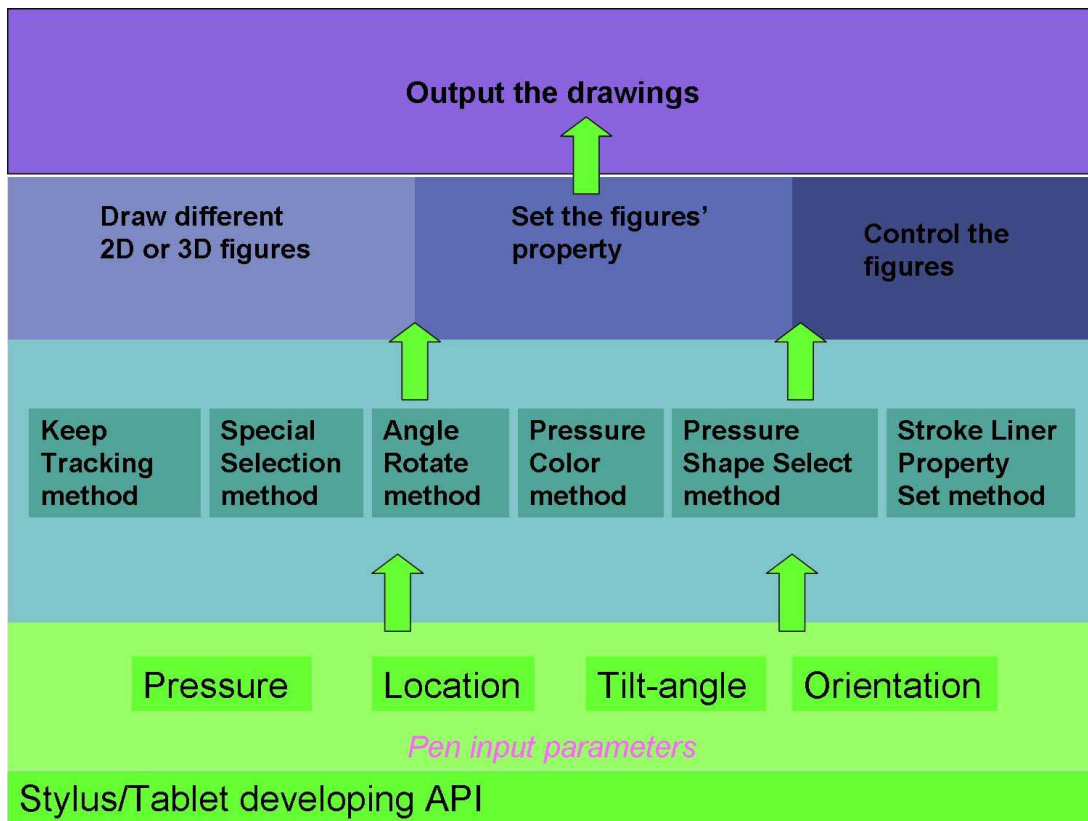 Output the drawings
Draw different
2D or 3D figures
Set the figures’
property
Control the
figures
Keep
Tracking
method
Special
Selection
method
Angle
Rotate
method
Pressure
Color
method
Pressure
Shape Select
method
Stroke Liner
Property
Set method
Pressure
Location
Tilt-angle
Orientation
Pen input parameters
Stylus/Tablet developing API